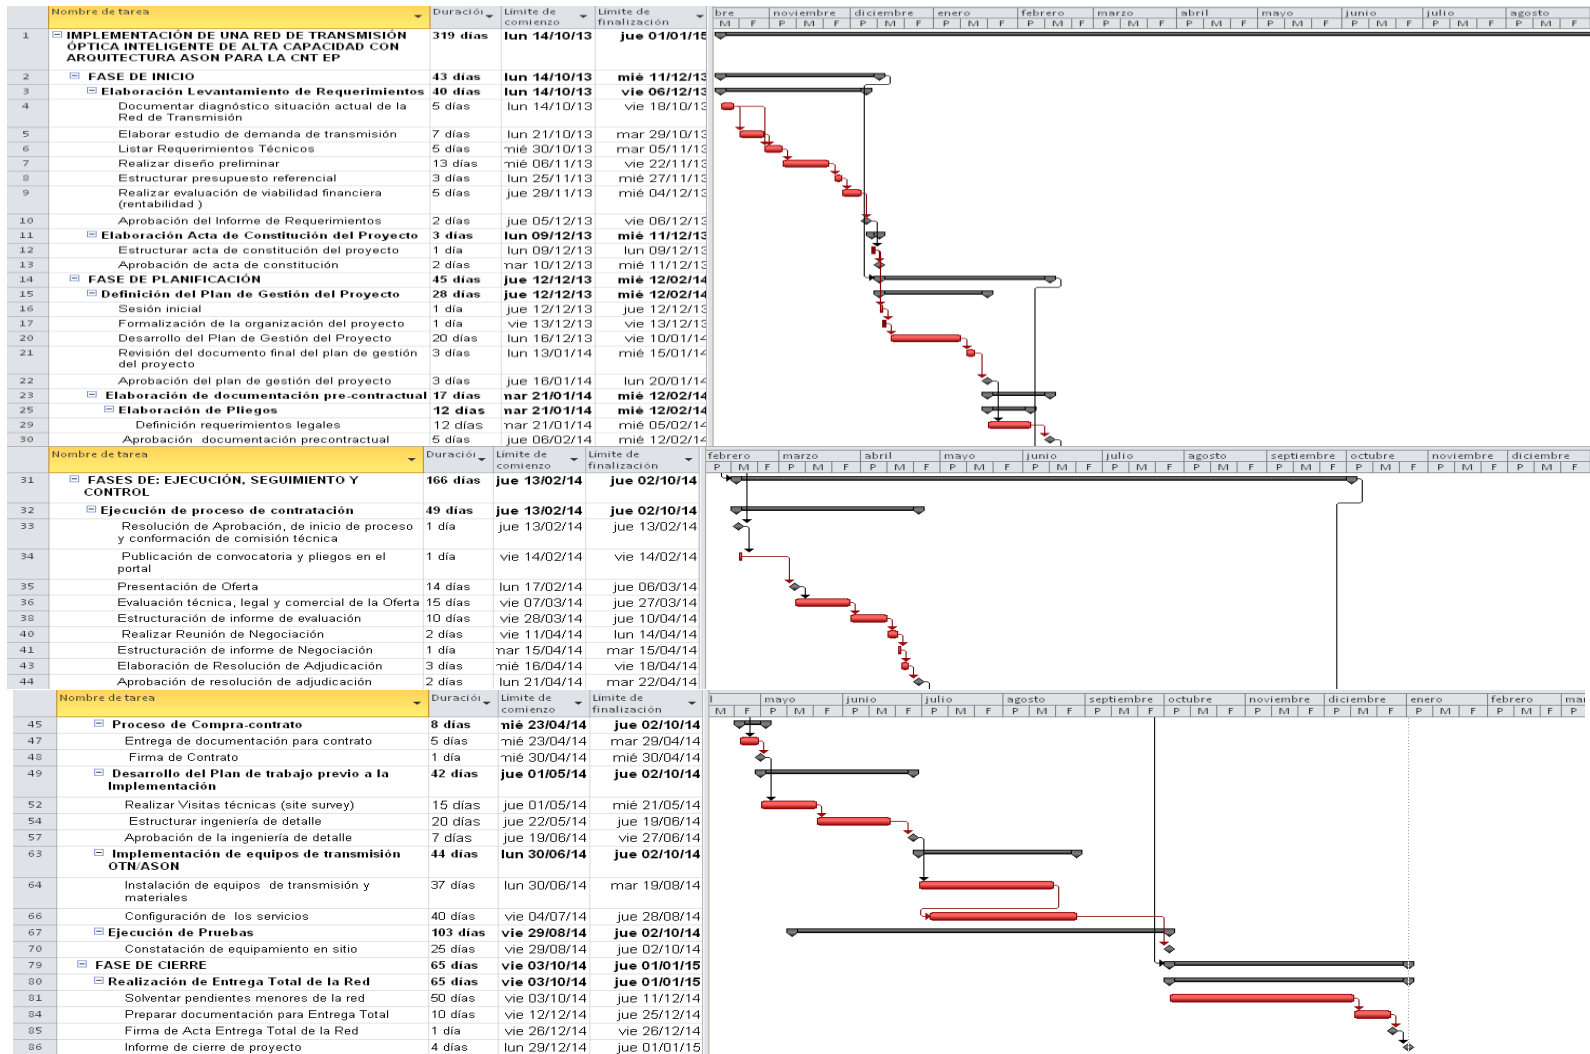 Nombre de tarea Duración Límite de comienzo Límite de finalización
bre noviembre diciembre enero febrero marzo abril mayo junio julio agosto
M F P M F P M F P M F P M F P M F P M F P M F P M F P M F P M F
1 IMPLEMENTACIÓN DE UNA RED DE TRANSMISIÓN ÓPTICA INTELIGENTE DE ALTA CAPACIDAD CON ARQUITECTURA ASON PARA LA CNT EP 319 días lun 14/10/13 jue 01/01/15
2 FASE DE INICIO 43 días lun 14/10/13 mié 11/12/13
3 Elaboración Levantamiento de Requerimientos 40 días lun 14/10/13 vie 06/12/13
4 Documentar diagnóstico situación actual de la Red de Transmisión 5 días lun 14/10/13 vie 18/10/13
5 Elaborar estudio de demanda de transmisión 7 días lun 21/10/13 mar 29/10/13
6 Listar Requerimientos Técnicos 5 días mié 30/10/13 mar 05/11/13
7 Realizar diseño preliminar 13 días mié 06/11/13 vie 22/11/13
8 Estructurar presupuesto referencial 3 días lun 25/11/13 mié 27/11/13
9 Realizar evaluación de viabilidad financiera (rentabilidad ) 5 días jue 28/11/13 mié 04/12/13
10 Aprobación del Informe de Requerimientos 2 días jue 05/12/13 vie 06/12/13
11 Elaboración Acta de Constitución del Proyecto 3 días lun 09/12/13 mié 11/12/13
12 Estructurar acta de constitución del proyecto 1 día lun 09/12/13 lun 09/12/13
13 Aprobación de acta de constitución 2 días mar 10/12/13 mié 11/12/13
14 FASE DE PLANIFICACIÓN 45 días jue 12/12/13 mié 12/02/14
15 Definición del Plan de Gestión del Proyecto 28 días jue 12/12/13 mié 12/02/14
16 Sesión inicial 1 día jue 12/12/13 jue 12/12/13
17 Formalización de la organización del proyecto 1 día vie 13/12/13 vie 13/12/13
20 Desarrollo del Plan de Gestión del Proyecto 20 días lun 16/12/13 vie 10/01/14
21 Revisión del documento final del plan de gestión del proyecto 3 días lun 13/01/14 mié 15/01/14
22 Aprobación del plan de gestión del proyecto 3 días jue 16/01/14 lun 20/01/14
23 Elaboración de documentación pre-contractual 17 días mar 21/01/14 mié 12/02/14
25 Elaboración de Pliegos 12 días mar 21/01/14 mié 12/02/14
29 Definición requerimientos legales 12 días mar 21/01/14 mié 05/02/14
30 Aprobación documentación precontractual 5 días jue 06/02/14 mié 12/02/14
Nombre de tarea Duración Límite de comienzo Límite de finalización
febrero marzo abril mayo junio julio agosto septiembre octubre noviembre diciembre
P M F P M F P M F P M F P M F P M F P M F P M F P M F P M F P M F
31 FASES DE: EJECUCIÓN, SEGUIMIENTO Y CONTROL 166 días jue 13/02/14 jue 02/10/14
32 Ejecución de proceso de contratación 49 días jue 13/02/14 jue 02/10/14
33 Resolución de Aprobación, de inicio de proceso y conformación de comisión técnica 1 día jue 13/02/14 jue 13/02/14
34 Publicación de convocatoria y pliegos en el portal 1 día vie 14/02/14 vie 14/02/14
35 Presentación de Oferta 14 días lun 17/02/14 jue 06/03/14
36 Evaluación técnica, legal y comercial de la Oferta 15 días vie 07/03/14 jue 27/03/14
38 Estructuración de informe de evaluación 10 días vie 28/03/14 jue 10/04/14
40 Realizar Reunión de Negociación 2 días vie 11/04/14 lun 14/04/14
41 Estructuración de informe de Negociación 1 día mar 15/04/14 mar 15/04/14
43 Elaboración de Resolución de Adjudicación 3 días mié 16/04/14 vie 18/04/14
44 Aprobación de resolución de adjudicación 2 días lun 21/04/14 mar 22/04/14
Nombre de tarea Duración Límite de comienzo Límite de finalización
l mayo junio julio agosto septiembre octubre noviembre diciembre enero febrero mar
M F P M F P M F P M F P M F P M F P M F P M F P M F P M F P M F P
45 Proceso de Compra-contrato 8 días mié 23/04/14 jue 02/10/14
47 Entrega de documentación para contrato 5 días mié 23/04/14 mar 29/04/14
48 Firma de Contrato 1 día mié 30/04/14 mié 30/04/14
49 Desarrollo del Plan de trabajo previo a la Implementación 42 días jue 01/05/14 jue 02/10/14
52 Realizar Visitas técnicas (site survey) 15 días jue 01/05/14 mié 21/05/14
54 Estructurar ingeniería de detalle 20 días jue 22/05/14 jue 19/06/14
57 Aprobación de la ingeniería de detalle 7 días jue 19/06/14 vie 27/06/14
63 Implementación de equipos de transmisión OTN/ASON 44 días lun 30/06/14 jue 02/10/14
64 Instalación de equipos de transmisión y materiales 37 días lun 30/06/14 mar 19/08/14
66 Configuración de los servicios 40 días vie 04/07/14 jue 28/08/14
67 Ejecución de Pruebas 103 días vie 29/08/14 jue 02/10/14
70 Constatación de equipamiento en sitio 25 días vie 29/08/14 jue 02/10/14
79 FASE DE CIERRE 65 días vie 03/10/14 jue 01/01/15
80 Realización de Entrega Total de la Red 65 días vie 03/10/14 jue 01/01/15
81 Solventar pendientes menores de la red 50 días vie 03/10/14 jue 11/12/14
84 Preparar documentación para Entrega Total 10 días vie 12/12/14 jue 25/12/14
85 Firma de Acta Entrega Total de la Red 1 día vie 26/12/14 vie 26/12/14
86 Informe de cierre de proyecto 4 días lun 29/12/14 jue 01/01/15